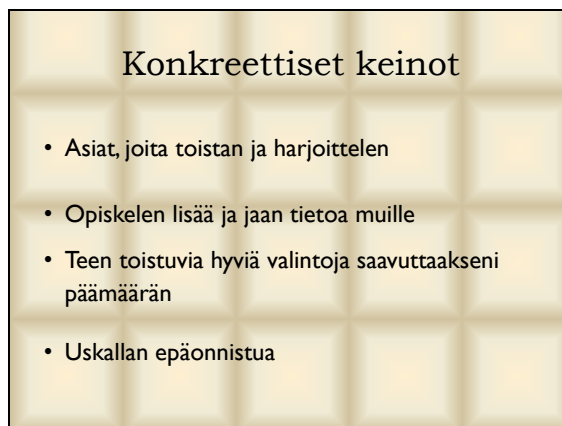 Konkreettiset keinot
• Asiat, joita toistan ja harjoittelen
• Opiskelen lisää ja jaan tietoa muille
• Teen toistuvia hyviä valintoja saavuttaakseni
päämäärän
• Uskallan epäonnistua